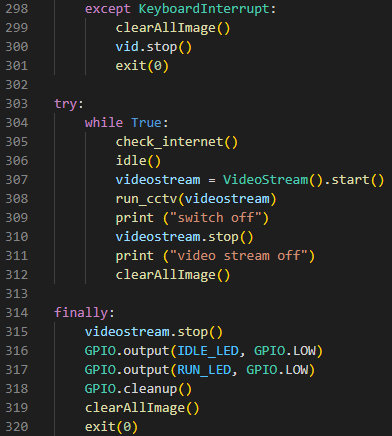 298 except KeyboardInterrupt:
299 clearAllImage()
300 vid.stop()
301 exit(0)
302
303 try:
304 while True:
305 check_internet()
306 idle()
307 videostream = VideoStream().start()
308 run_cctv(videostream)
309 print ("switch off")
310 videostream.stop()
311 print ("video stream off")
312 clearAllImage()
313
314 finally:
315 videostream.stop()
316 GPIO.output(IDLE_LED, GPIO.LOW)
317 GPIO.output(RUN_LED, GPIO.LOW)
318 GPIO.cleanup()
319 clearAllImage()
320 exit(0)